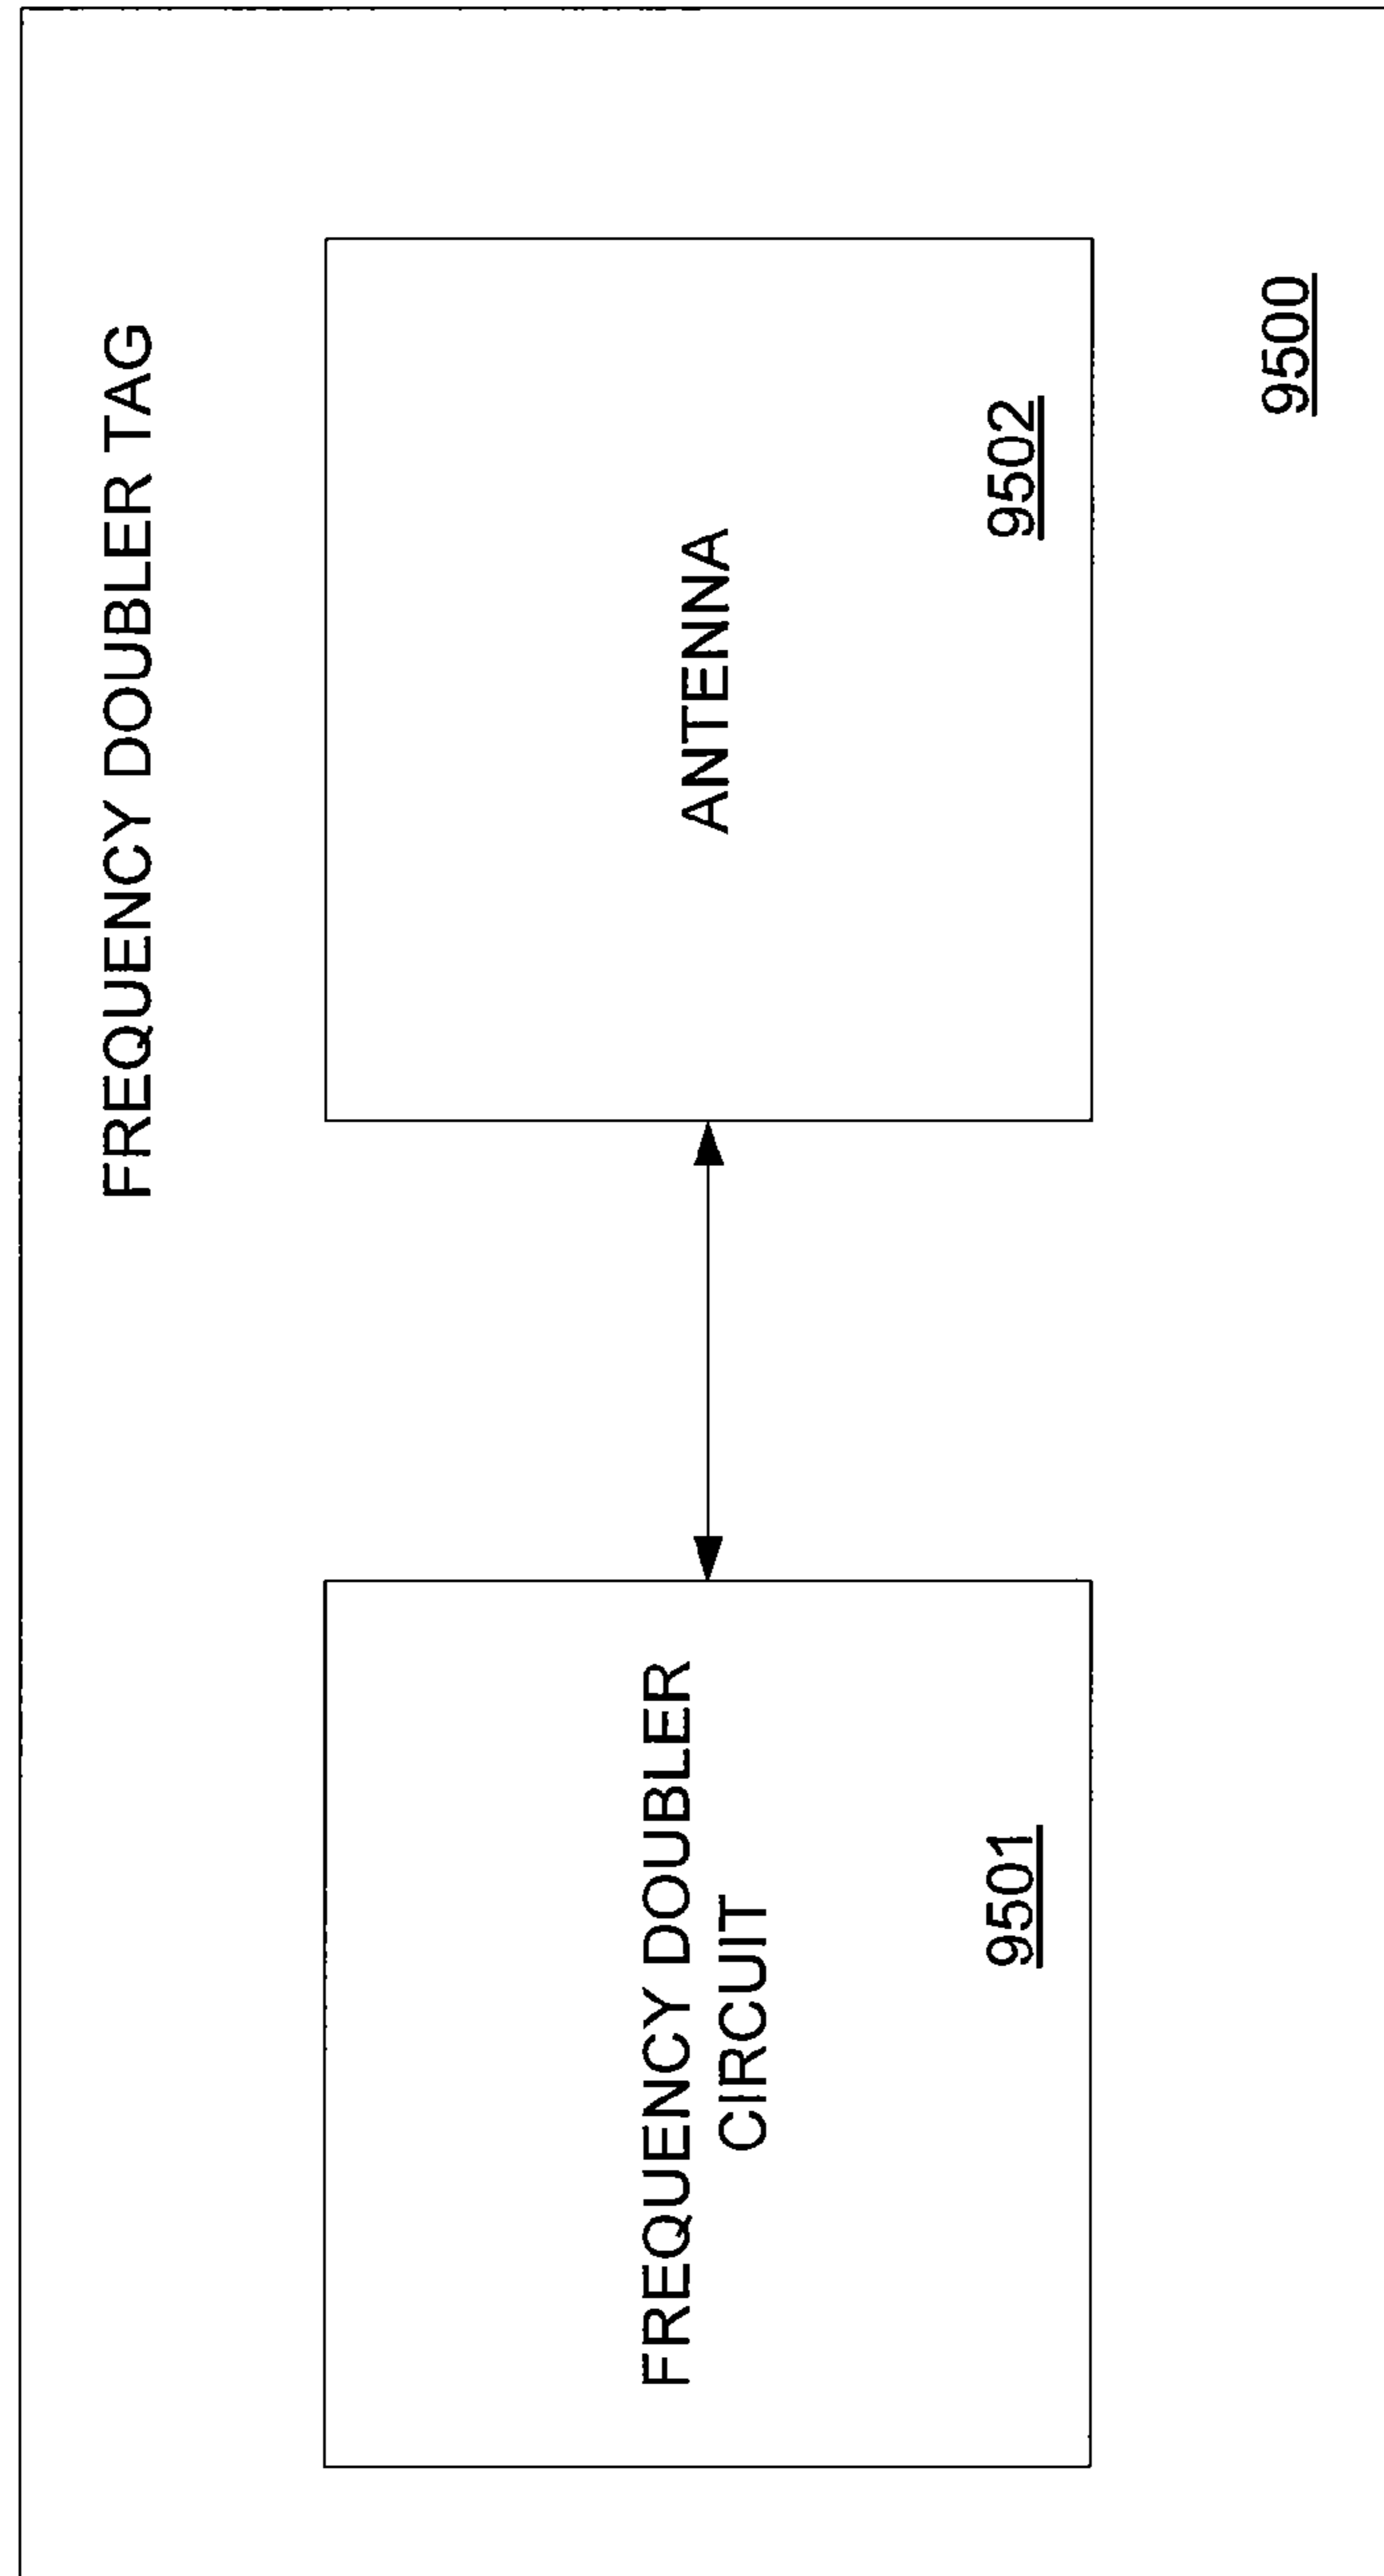 FREQUENCY DOUBLER TAG
FREQUENCY DOUBLER
CIRCUIT
9501
ANTENNA
9502
9500